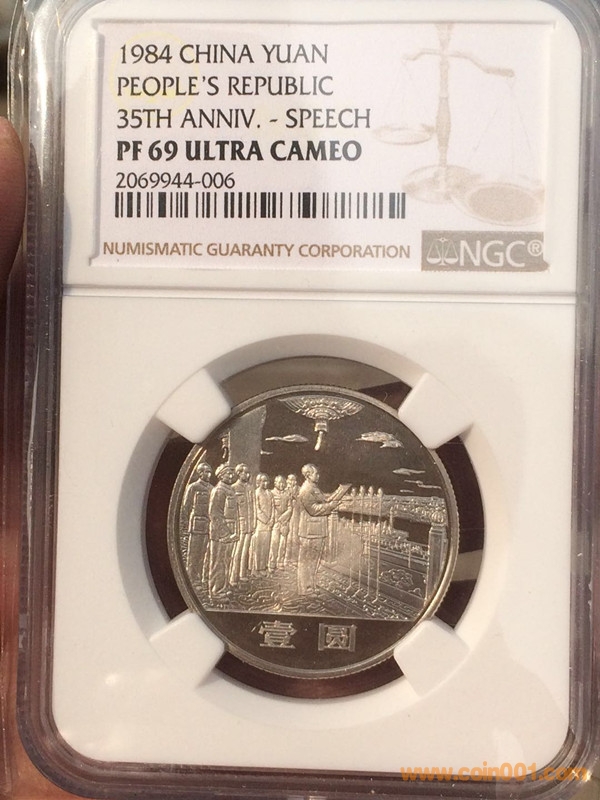 1984 CHINA YUAN
PEOPLE'S REPUBLIC
35TH ANNIV. - SPEECH
PF 69 ULTRA CAMEO
2069944-006
NUMISMATIC GUARANTY CORPORATION NGC®
壹 圆
www.coin001.com